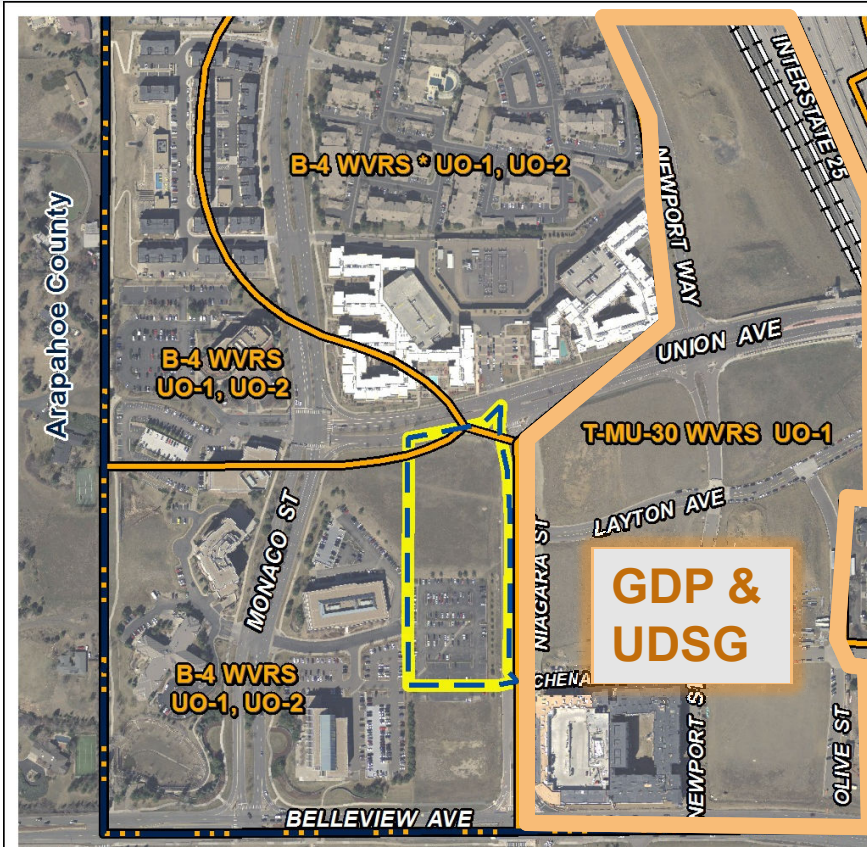 INTERSTATE 25
B-4 WVRS * UO-1, UO-2
NEWPORT WAY
Arapahoe County
UNION AVE
B-4 WVRS
UO-1, UO-2
T-MU-30 WVRS UO-1
LAYTON AVE
MONACO ST
NIAGARA ST
GDP &
UDSG
CHENA
B-4 WVRS
UO-1, UO-2
NEWPORT ST
OLIVE ST
BELLEVIEW AVE